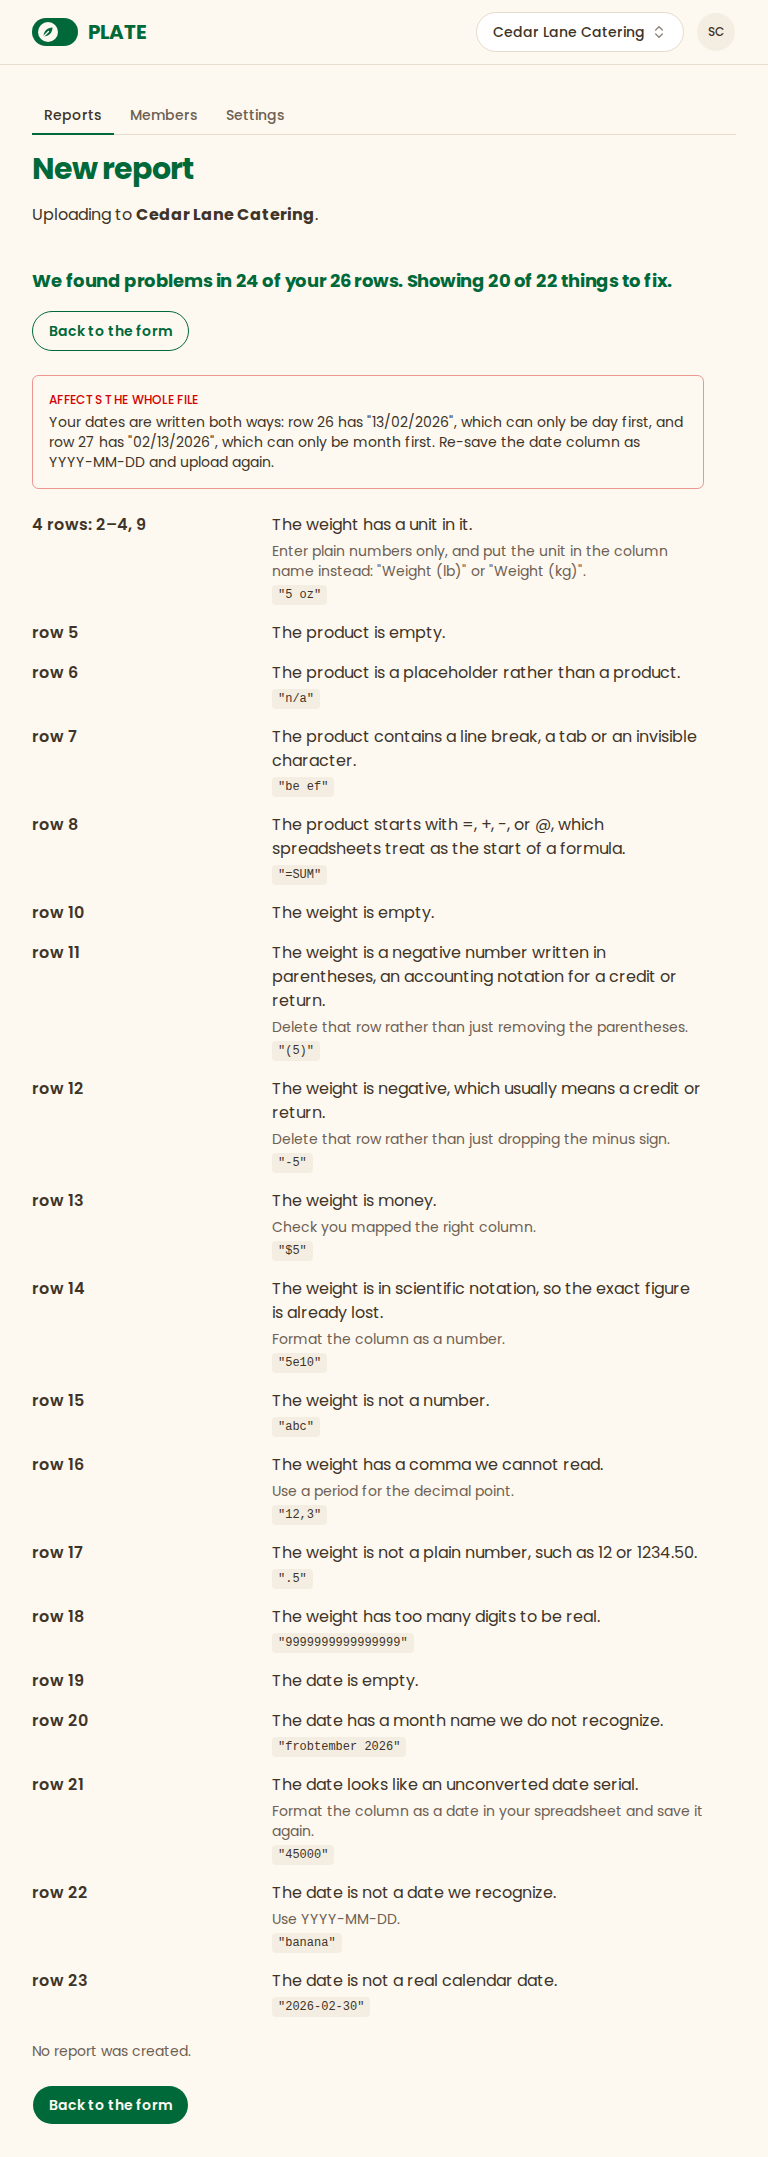 PLATE
Cedar Lane Catering
SC
Reports
Members
Settings
New report
Uploading to Cedar Lane Catering.
We found problems in 24 of your 26 rows. Showing 20 of 22 things to fix.
Back to the form
AFFECTS THE WHOLE FILE
Your dates are written both ways: row 26 has "13/02/2026", which can only be day first, and
row 27 has "02/13/2026", which can only be month first. Re-save the date column as
YYYY-MM-DD and upload again.
4 rows: 2–4, 9
The weight has a unit in it.
Enter plain numbers only, and put the unit in the column
name instead: "Weight (lb)" or "Weight (kg)".
"5 oz"
row 5
The product is empty.
row 6
The product is a placeholder rather than a product.
"n/a"
row 7
The product contains a line break, a tab or an invisible
character.
"be ef"
row 8
The product starts with =, +, -, or @, which
spreadsheets treat as the start of a formula.
"=SUM"
row 10
The weight is empty.
row 11
The weight is a negative number written in
parentheses, an accounting notation for a credit or
return.
Delete that row rather than just removing the parentheses.
"(5)"
row 12
The weight is negative, which usually means a credit or
return.
Delete that row rather than just dropping the minus sign.
"-5"
row 13
The weight is money.
Check you mapped the right column.
"$5"
row 14
The weight is in scientific notation, so the exact figure
is already lost.
Format the column as a number.
"5e10"
row 15
The weight is not a number.
"abc"
row 16
The weight has a comma we cannot read.
Use a period for the decimal point.
"12,3"
row 17
The weight is not a plain number, such as 12 or 1234.50.
".5"
row 18
The weight has too many digits to be real.
"9999999999999999"
row 19
The date is empty.
row 20
The date has a month name we do not recognize.
"frobtember 2026"
row 21
The date looks like an unconverted date serial.
Format the column as a date in your spreadsheet and save it
again.
"45000"
row 22
The date is not a date we recognize.
Use YYYY-MM-DD.
"banana"
row 23
The date is not a real calendar date.
"2026-02-30"
No report was created.
Back to the form